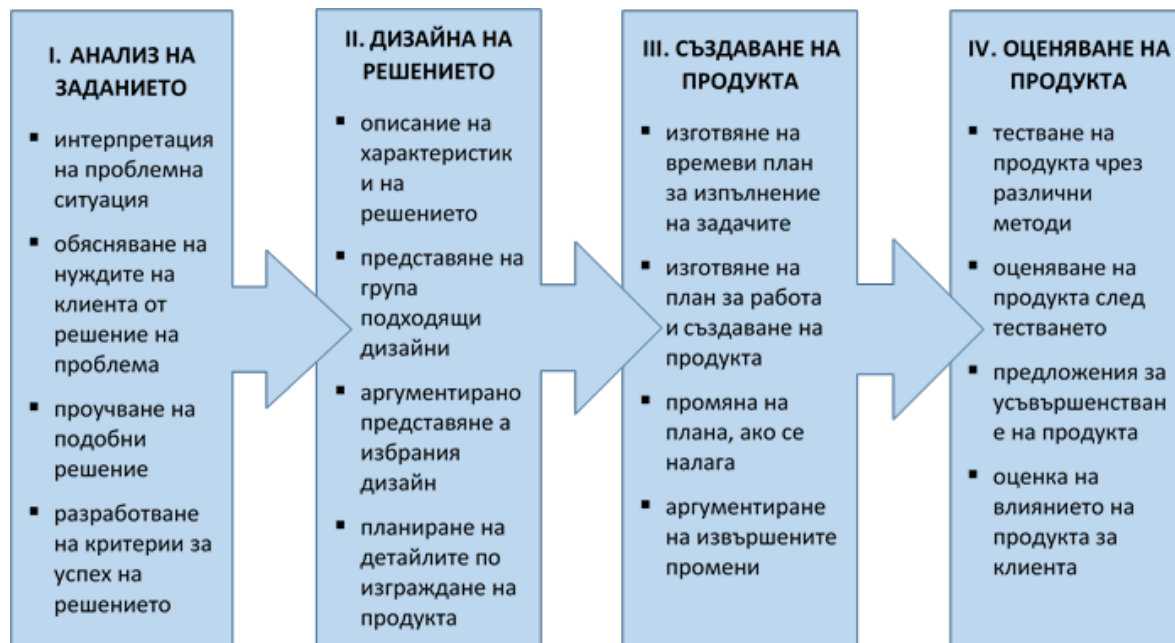 I. АНАЛИЗ НА
ЗАДАНИЕТО
▪ интерпретация
на проблемна
ситуация
▪ обясняване на
нуждите на
клиента от
решение на
проблема
▪ проучване на
подобни
решение
▪ разработване
на критерии за
успех на
решението
II. ДИЗАЙНА НА
РЕШЕНИЕТО
▪ описание на
характеристик
и на
решението
▪ представяне на
група
подходящи
дизайни
▪ аргументирано
представяне а
избрания
дизайн
▪ планиране на
детайлите по
изграждане на
продукта
III. СЪЗДАВАНЕ НА
ПРОДУКТА
▪ изготвяне на
времеви план
за изпълнение
на задачите
▪ изготвяне на
план за работа
и създаване на
продукта
▪ промяна на
плана, ако се
налага
▪ аргументиране
на извършените
промени
IV. ОЦЕНЯВАНЕ НА
ПРОДУКТА
▪ тестване на
продукта чрез
различни
методи
▪ оценяване на
продукта след
тестването
▪ предложения за
усъвършенстван
е на продукта
▪ оценка на
влиянието на
продукта за
клиента